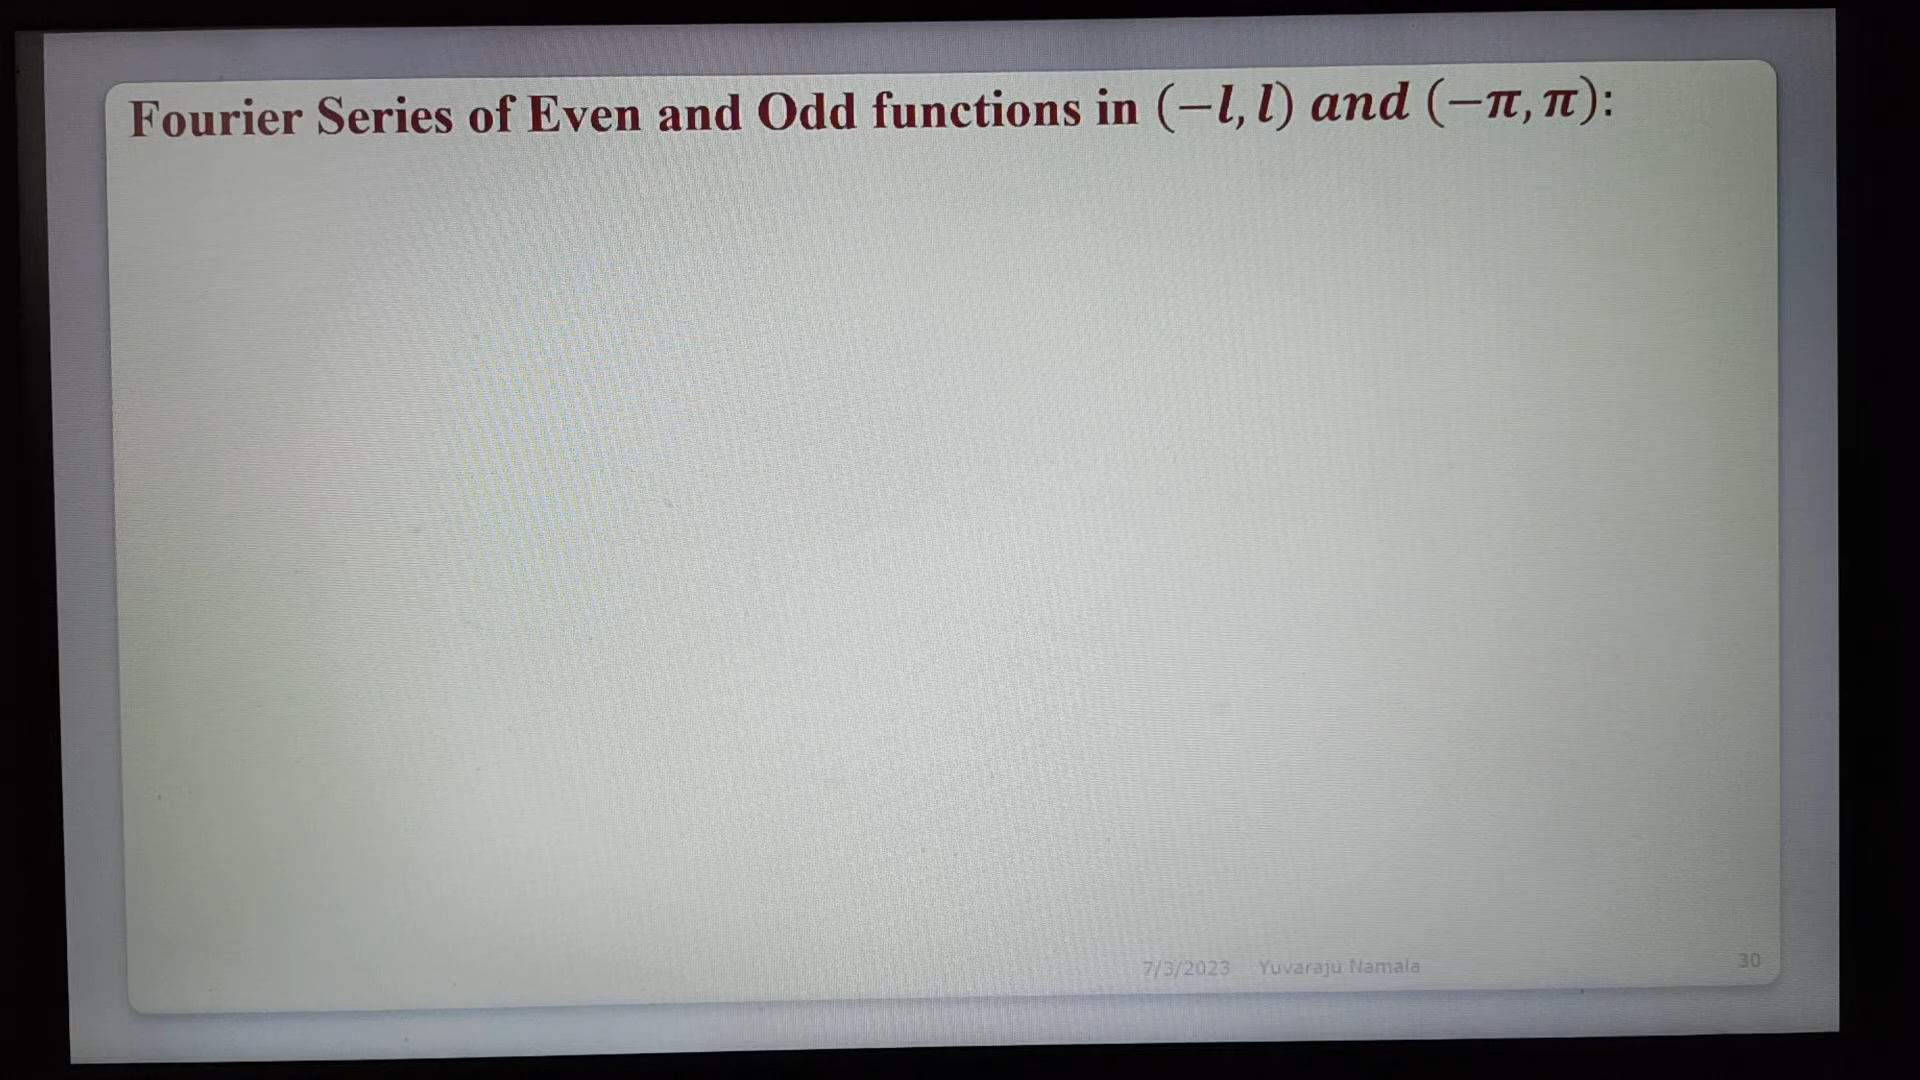 Fourier Series of Even and Odd functions in (−l, l) and (−π, π):
7/3/2023 Yuvaraju Namala 30